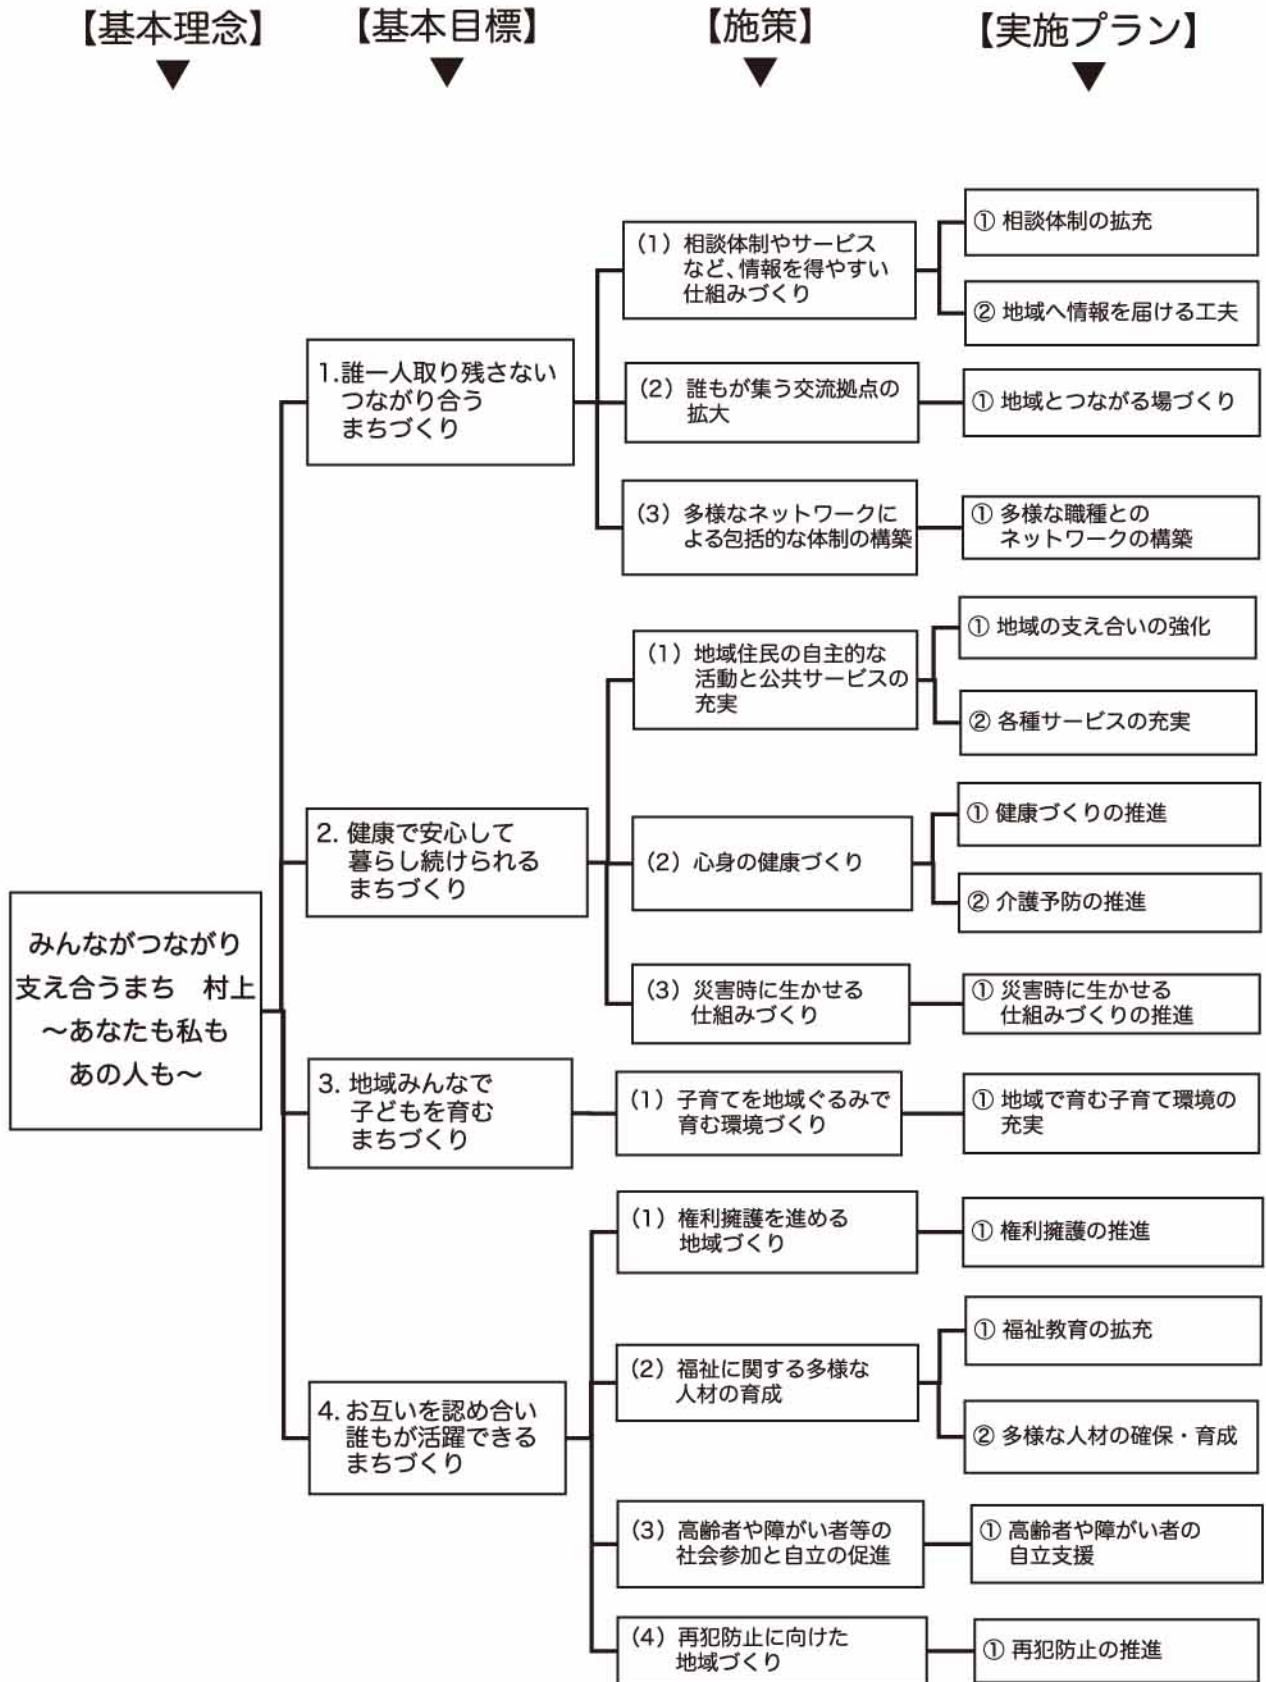 【基本理念】
【基本目標】
【施策】
【実施プラン】
みんながつながり
支え合うまち　村上
～あなたも私も
あの人も～
1.誰一人取り残さない
つながり合う
まちづくり
(1) 相談体制やサービス
など、情報を得やすい
仕組みづくり
① 相談体制の拡充
② 地域へ情報を届ける工夫
(2) 誰もが集う交流拠点の
拡大
① 地域とつながる場づくり
(3) 多様なネットワークに
よる包括的な体制の構築
① 多様な職種との
ネットワークの構築
2. 健康で安心して
暮らし続けられる
まちづくり
(1) 地域住民の自主的な
活動と公共サービスの
充実
① 地域の支え合いの強化
② 各種サービスの充実
(2) 心身の健康づくり
① 健康づくりの推進
② 介護予防の推進
(3) 災害時に生かせる
仕組みづくり
① 災害時に生かせる
仕組みづくりの推進
3. 地域みんなで
子どもを育む
まちづくり
(1) 子育てを地域ぐるみで
育む環境づくり
① 地域で育む子育て環境の
充実
4. お互いを認め合い
誰もが活躍できる
まちづくり
(1) 権利擁護を進める
地域づくり
① 権利擁護の推進
(2) 福祉に関する多様な
人材の育成
① 福祉教育の拡充
② 多様な人材の確保・育成
(3) 高齢者や障がい者等の
社会参加と自立の促進
① 高齢者や障がい者の
自立支援
(4) 再犯防止に向けた
地域づくり
① 再犯防止の推進